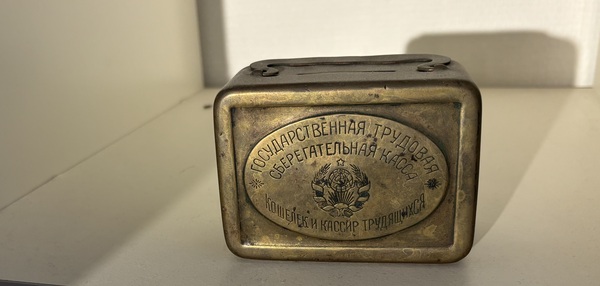 ГОСУДАРСТВЕННАЯ ТРУДОВАЯ
СБЕРЕГАТЕЛЬНАЯ КАССА
КОШЕЛЕК И КАССИР ТРУДЯЩИХСЯ